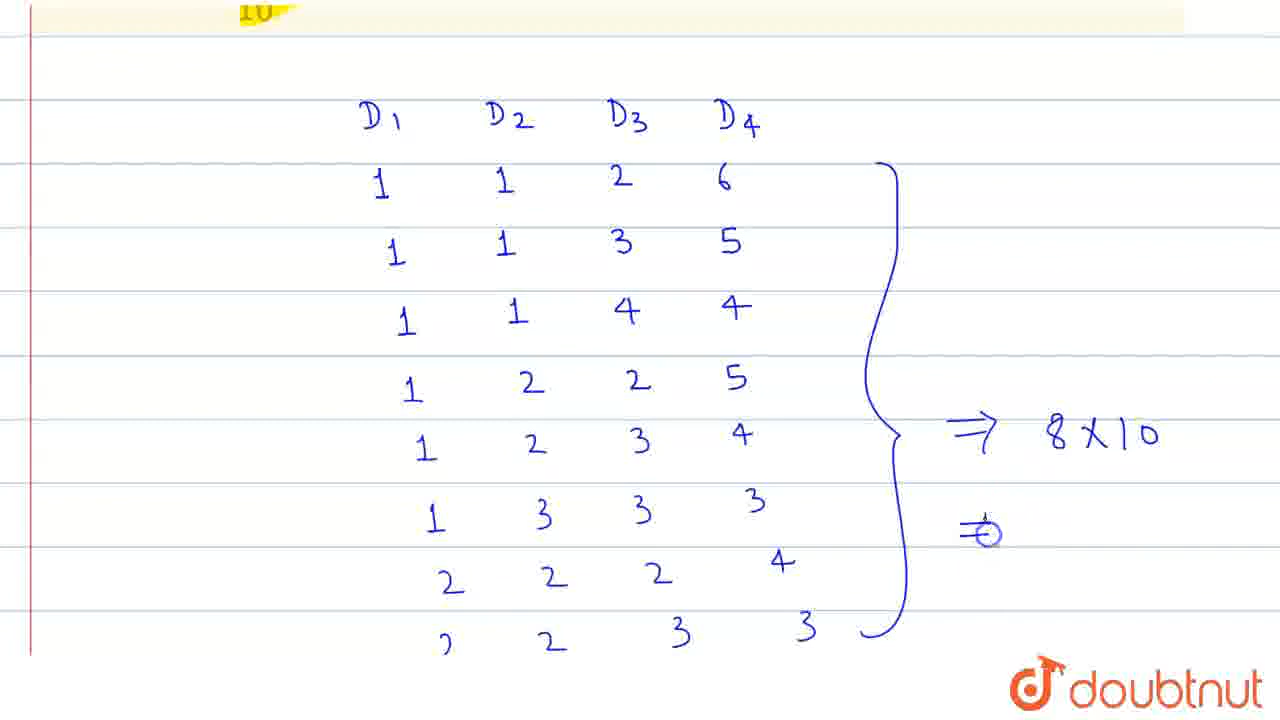 10
D1 D2 D3 D4
1 1 2 6
1 1 3 5
1 1 4 4
1 2 2 5
1 2 3 4
⇒ 8 × 10
1 3 3 3
⇒
2 2 2 4
2 2 3 3
doubtnut